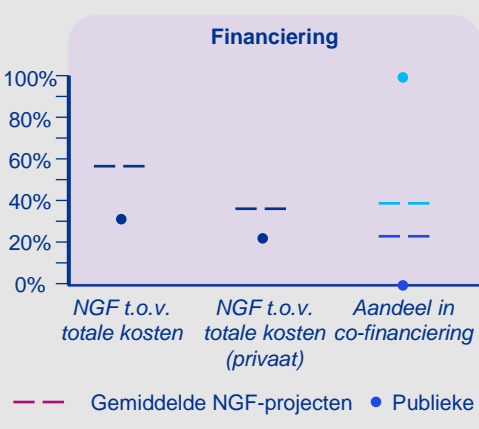 Financiering
100%
80%
60%
40%
20%
0%
NGF t.o.v. totale kosten
NGF t.o.v. totale kosten (privaat)
Aandeel in co-financiering
Gemiddelde NGF-projecten
Publieke